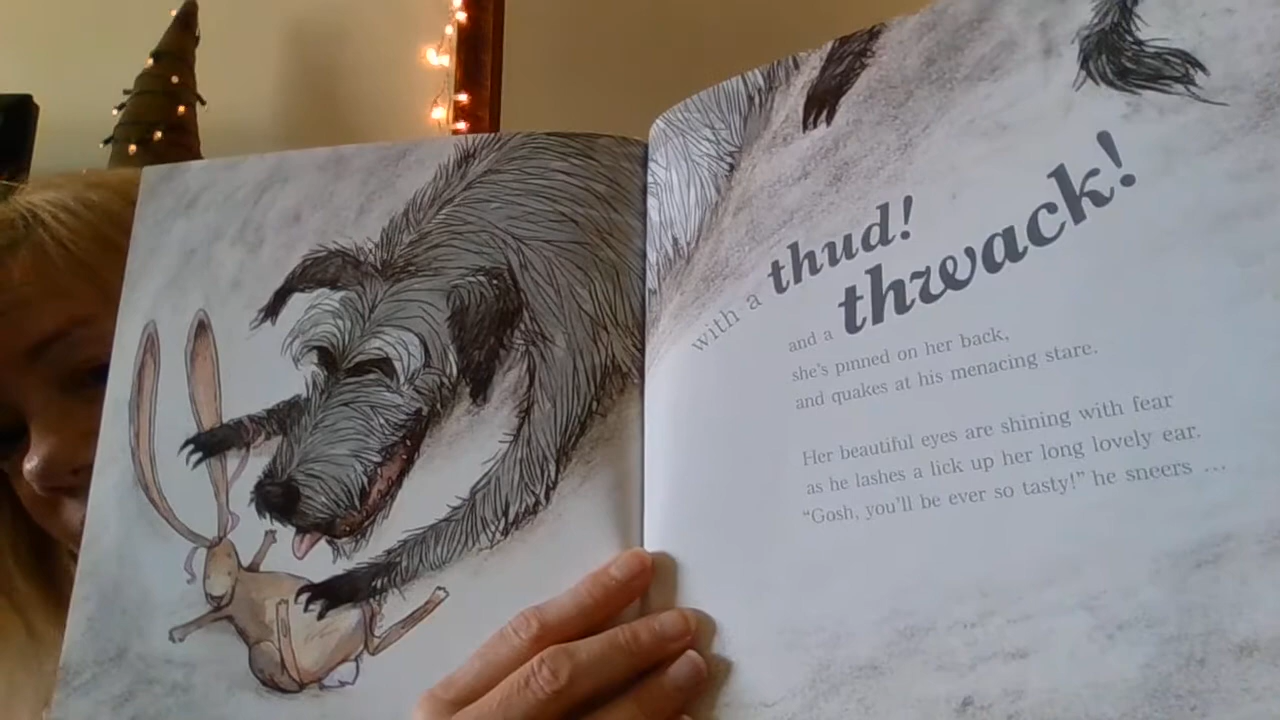 with a thud!
and a thwack!
she's pinned on her back,
and quakes at his menacing stare.
Her beautiful eyes are shining with fear
as he lashes a lick up her long lovely ear.
“Gosh, you'll be ever so tasty!” he sneers ...